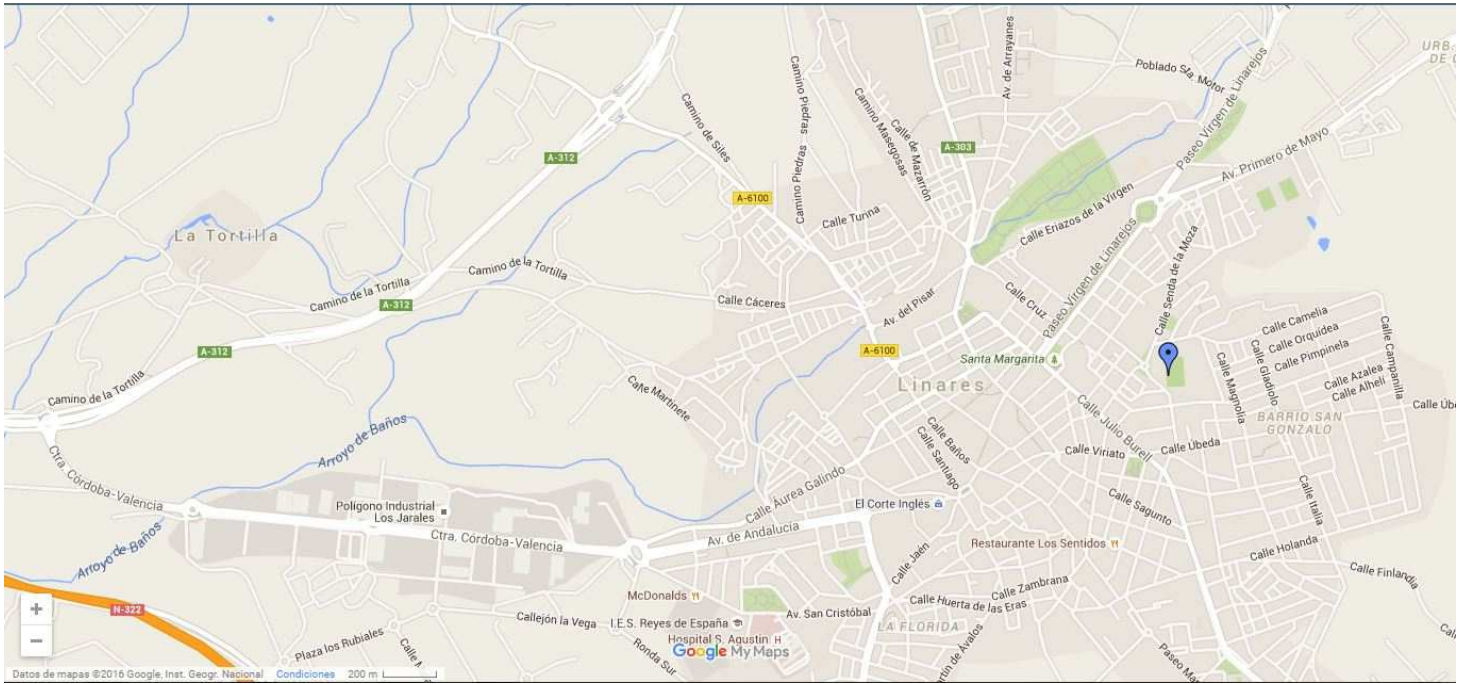 URB.
DE
Av. de Arrayanes
Poblado Sta. Motor
Paseo Virgen de Linarejos
Camino Piedras
Camino Piedras
Camino de Siles
Camino Masegosas
Calle de Mazarrón
A-303
A-312
Av. Primero de Mayo
A-6100
Calle Turina
Calle Eriazos de la Virgen
La Tortilla
Camino de la Tortilla
Camino de la Tortilla
A-312
Calle Cáceres
Av. del Pisar
Calle Cruz
Paseo Virgen de Linarejos
Calle Senda de la Moza
A-312
A-6100
Santa Margarita
Calle Camelia
Calle Orquídea
Calle Pimpinela
Calle Gladiolo
Calle Magnolia
Calle Campanilla
Calle Azalea
Calle Alhelí
Linares
Camino de la Tortilla
Calle Martinete
BARRIO SAN
GONZALO
Calle Julio Burell
Calle Baños
Calle Santiago
Calle Viriato
Calle Úbeda
Arroyo de Baños
Ctra. Córdoba-Valencia
Calle Áurea Galindo
El Corte Inglés
Calle Sagunto
Calle Italia
Polígono Industrial
Los Jarales
Ctra. Córdoba-Valencia
Av. de Andalucía
Arroyo de Baños
Calle Jaén
Restaurante Los Sentidos
Calle Holanda
Calle Finlandia
N-322
McDonalds
Calle Zambrana
Calle Huerta de las Eras
Av. San Cristóbal
Callejón la Vega
I.E.S. Reyes de España
LA FLORIDA
Hospital S. Agustin
Plaza los Rubiales
Ronda Sur
Google My Maps
Datos de mapas ©2016 Google, Inst. Geogr. Nacional
Condiciones
200 m